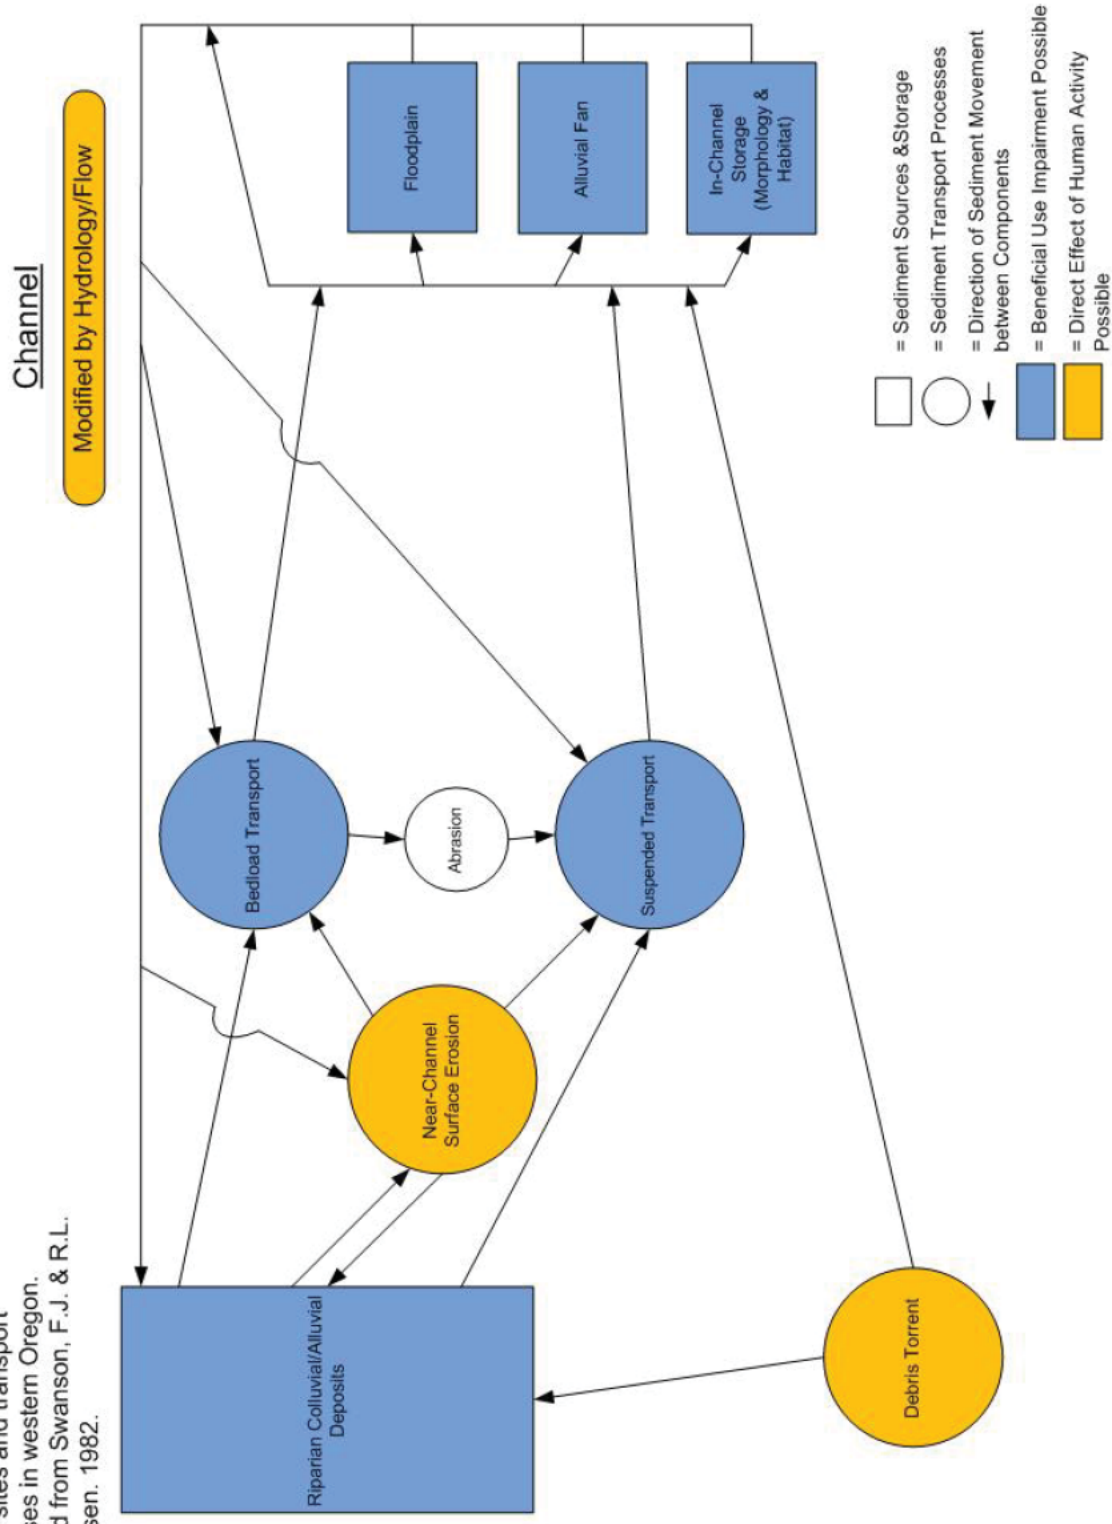 sites and transport
in western Oregon.
from Swanson, F.J. & R.L.
1982.
Channel
Modified by Hydrology/Flow
Riparian Colluvial/Alluvial
Deposits
Near-Channel
Surface Erosion
Bedload Transport
Abrasion
Suspended Transport
Debris Torrent
Floodplain
Alluvial Fan
In-Channel
Storage
(Morphology &
Habitat)
= Sediment Sources &Storage
= Sediment Transport Processes
= Direction of Sediment Movement
between Components
= Beneficial Use Impairment Possible
= Direct Effect of Human Activity
Possible